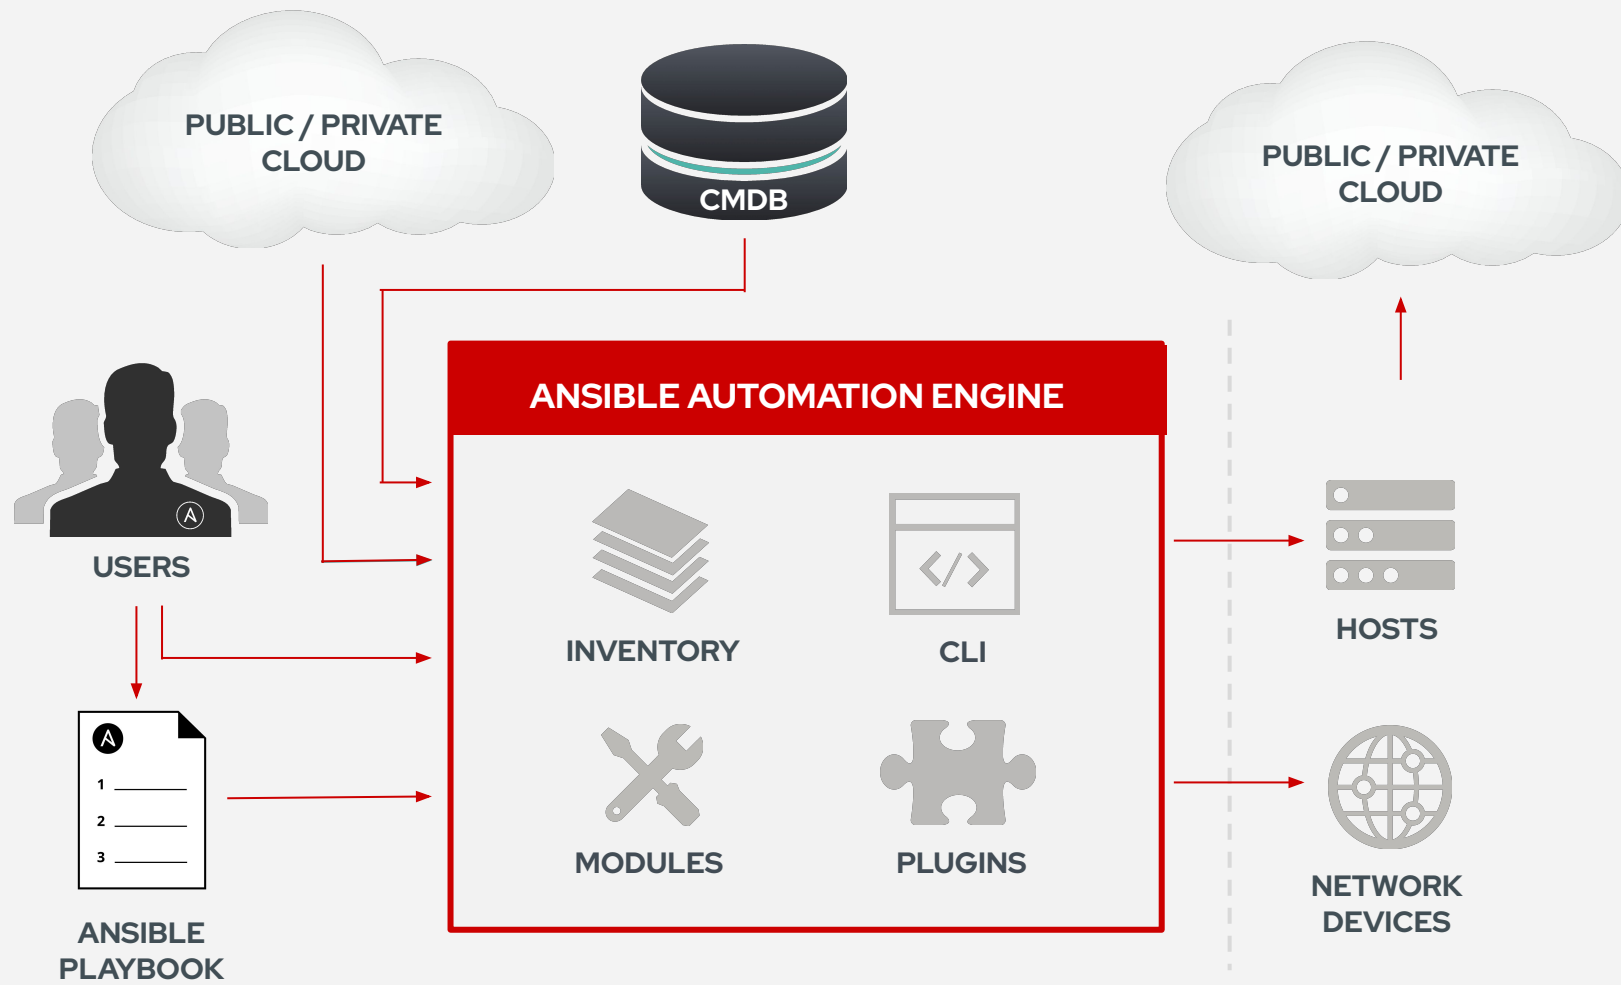 PUBLIC / PRIVATE
CLOUD
CMDB
PUBLIC / PRIVATE
CLOUD
ANSIBLE AUTOMATION ENGINE
USERS
INVENTORY
CLI
HOSTS
1
2
3
MODULES
PLUGINS
NETWORK
DEVICES
ANSIBLE
PLAYBOOK